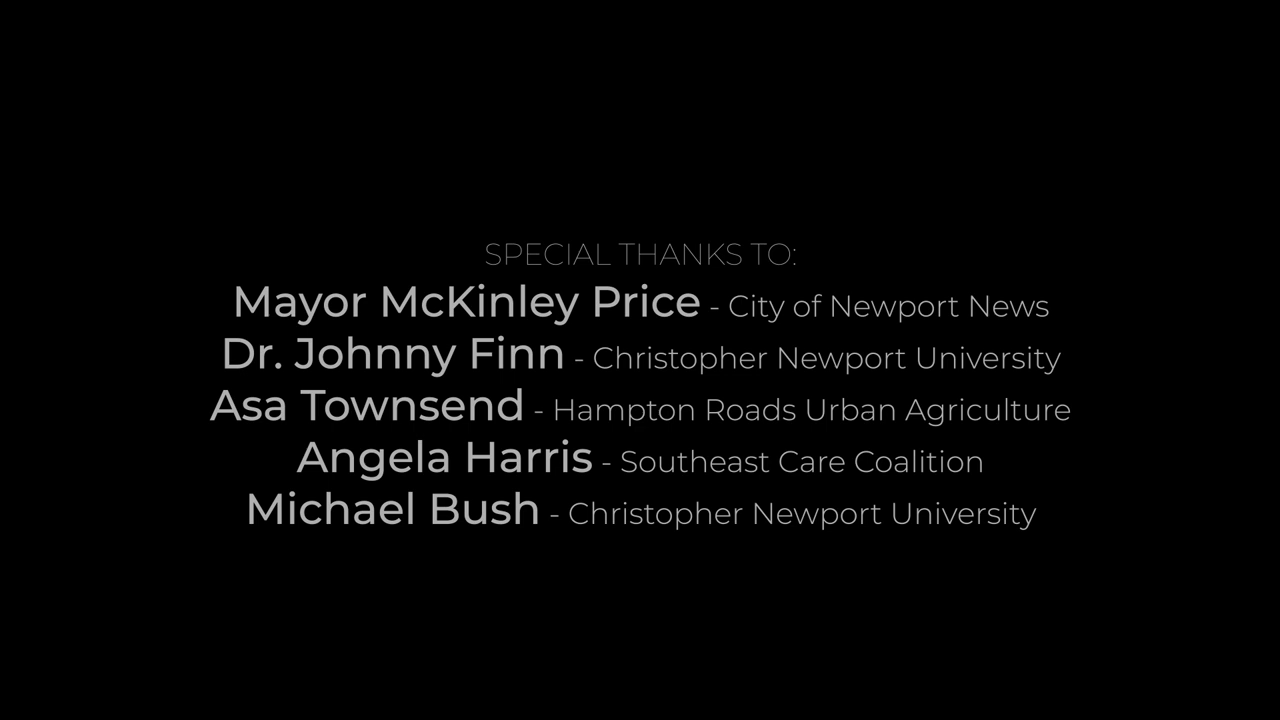 SPECIAL THANKS TO:
Mayor McKinley Price - City of Newport News
Dr. Johnny Finn - Christopher Newport University
Asa Townsend - Hampton Roads Urban Agriculture
Angela Harris - Southeast Care Coalition
Michael Bush - Christopher Newport University